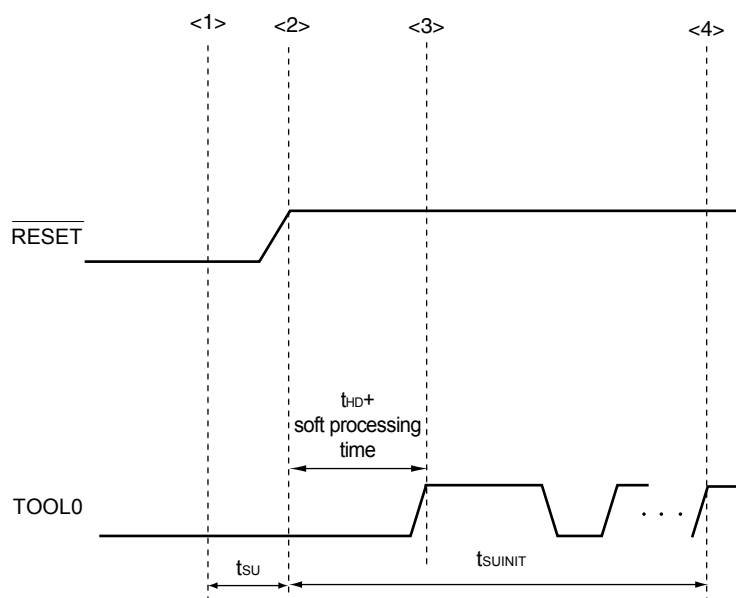 <1> <2> <3> <4>
RESET
tHD+
soft processing
time
TOOL0
. . .
tSU tSUINIT